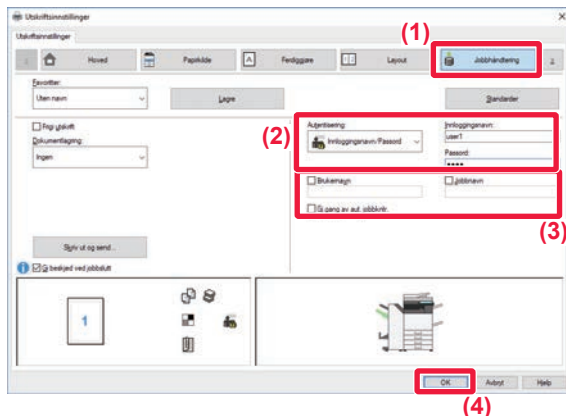 Utskriftsinnstillinger
Utskriftsinnstillinger
(1)
Hoved
Papirkilde
Ferdiggjøre
Layout
Jobbhåndtering
Favoritter:
Uten navn
Lagre
Standarder
(2)
Autentisering:
Innloggingsnavn/Passord
Innloggingsnavn:
user1
Passord:
••••
Frigi utskrift
Dokumentlagring:
Ingen
Brukernavn
Jobbnavn
Gi gang av aut. jobbkntr.
(3)
Skriv ut og send...
Gi beskjed ved jobbslutt
1
OK
Avbryt
Hjelp
(4)